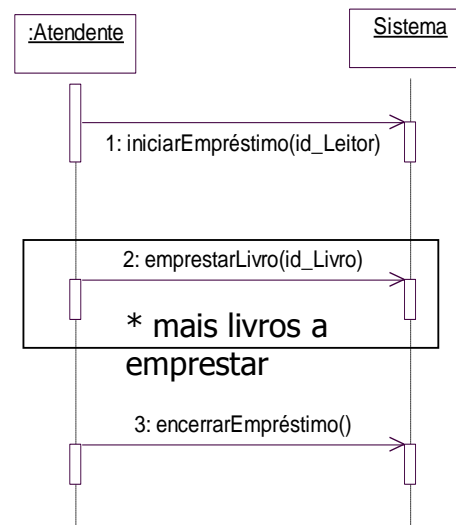 :Atendente
Sistema
1: iniciarEmpréstimo(id_Leitor)
2: emprestarLivro(id_Livro)
* mais livros a
emprestar
3: encerrarEmpréstimo()